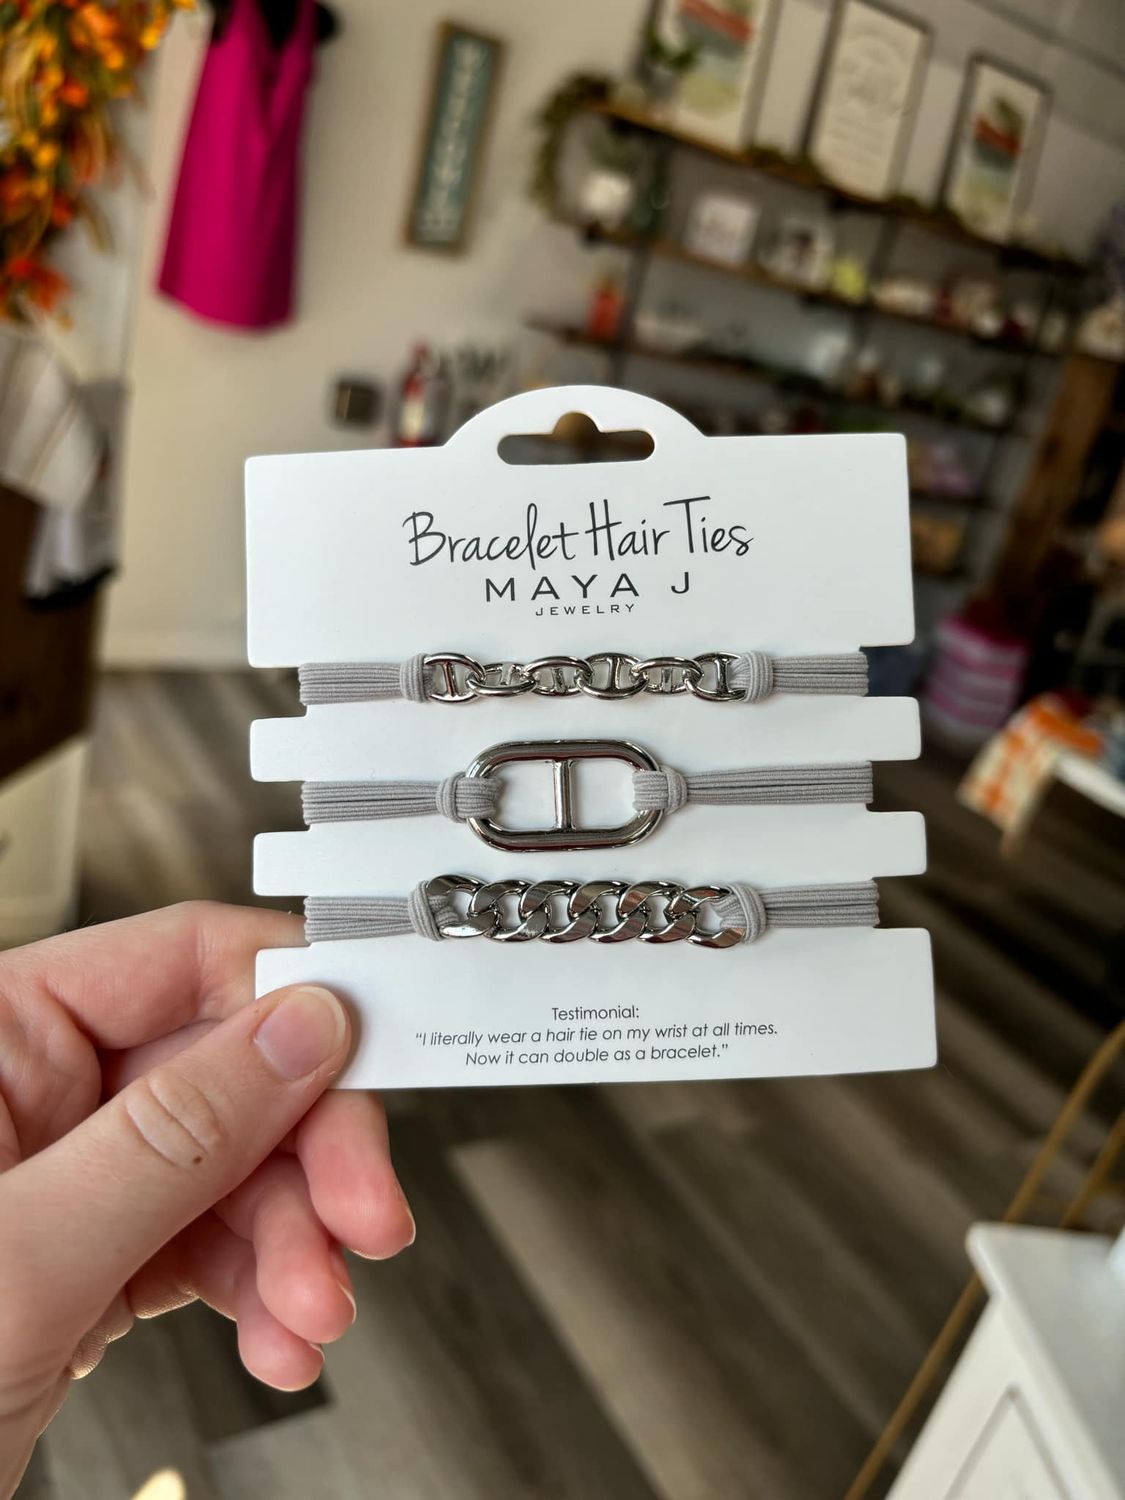 Bracelet Hair Ties
MAYA J
JEWELRY
Testimonial:
“I literally wear a hair tie on my wrist at all times.
Now it can double as a bracelet.”